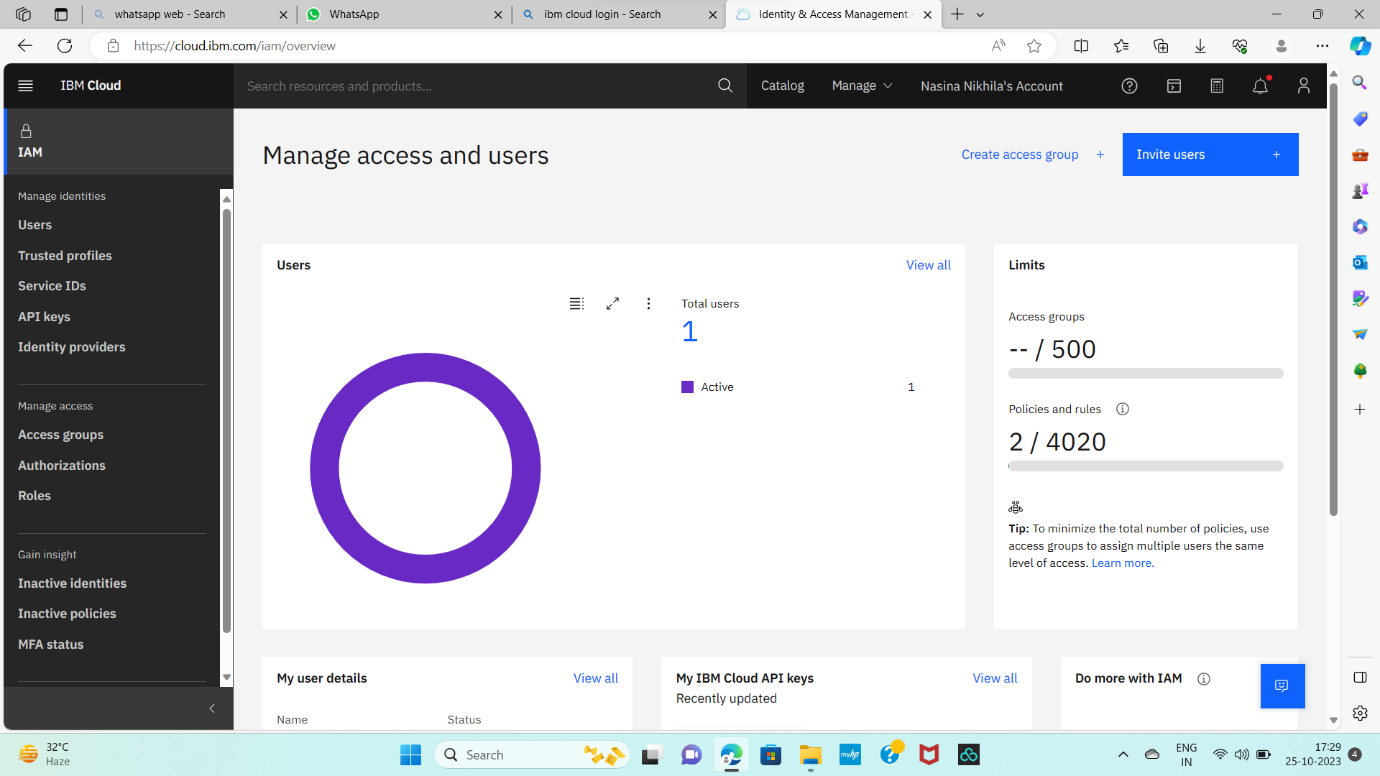 whatsapp web - Search
WhatsApp
ibm cloud login - Search
Identity & Access Management -
https://cloud.ibm.com/iam/overview
IBM Cloud
Search resources and products...
Catalog
Manage
Nasina Nikhila's Account
IAM
Manage identities
Users
Trusted profiles
Service IDs
API keys
Identity providers
Manage access
Access groups
Authorizations
Roles
Gain insight
Inactive identities
Inactive policies
MFA status
Manage access and users
Create access group +
Invite users +
Users
View all
Total users
1
Active 1
Limits
Access groups
-- / 500
Policies and rules
2 / 4020
Tip: To minimize the total number of policies, use
access groups to assign multiple users the same
level of access. Learn more.
My user details
View all
Name
Status
My IBM Cloud API keys
View all
Recently updated
Do more with IAM
32°C
Haze
Search
myhp
ENG
IN
17:29
25-10-2023
4